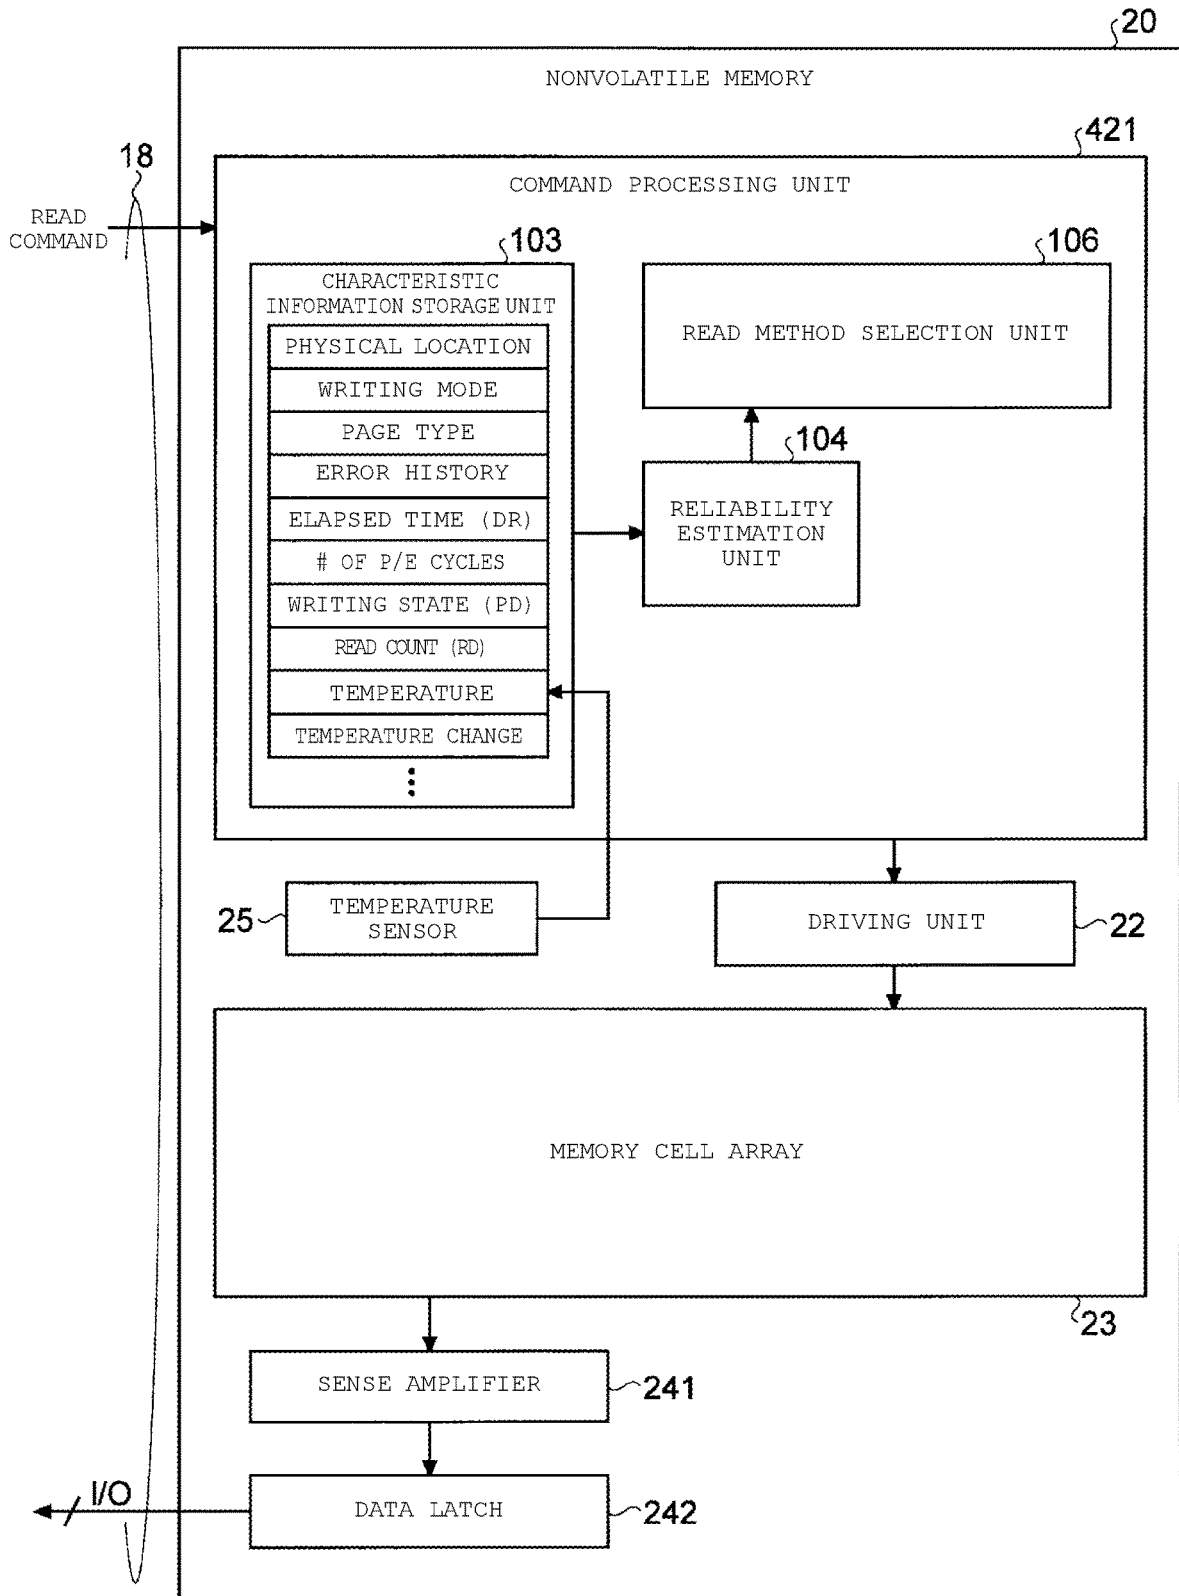 20
NONVOLATILE MEMORY
421
18
COMMAND PROCESSING UNIT
READ
COMMAND
103
106
CHARACTERISTIC
INFORMATION STORAGE UNIT
READ METHOD SELECTION UNIT
PHYSICAL LOCATION
WRITING MODE
PAGE TYPE
ERROR HISTORY
ELAPSED TIME (DR)
# OF P/E CYCLES
WRITING STATE (PD)
READ COUNT (RD)
TEMPERATURE
TEMPERATURE CHANGE
104
RELIABILITY
ESTIMATION
UNIT
25
TEMPERATURE
SENSOR
DRIVING UNIT
22
MEMORY CELL ARRAY
23
SENSE AMPLIFIER
241
I/O
DATA LATCH
242